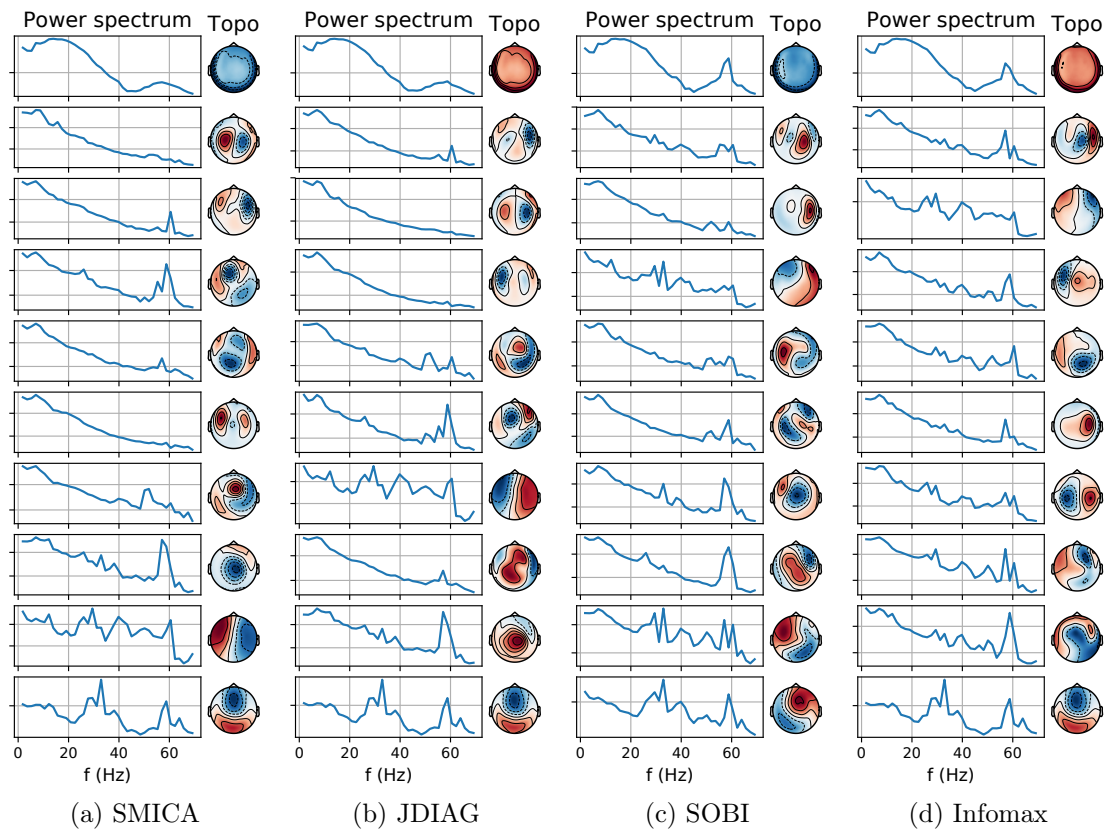 Power spectrum Topo Power spectrum Topo Power spectrum Topo Power spectrum Topo
0 20 40 60 0 20 40 60 0 20 40 60 0 20 40 60
f (Hz) f (Hz) f (Hz) f (Hz)
(a) SMICA (b) JDIAG (c) SOBI (d) Infomax